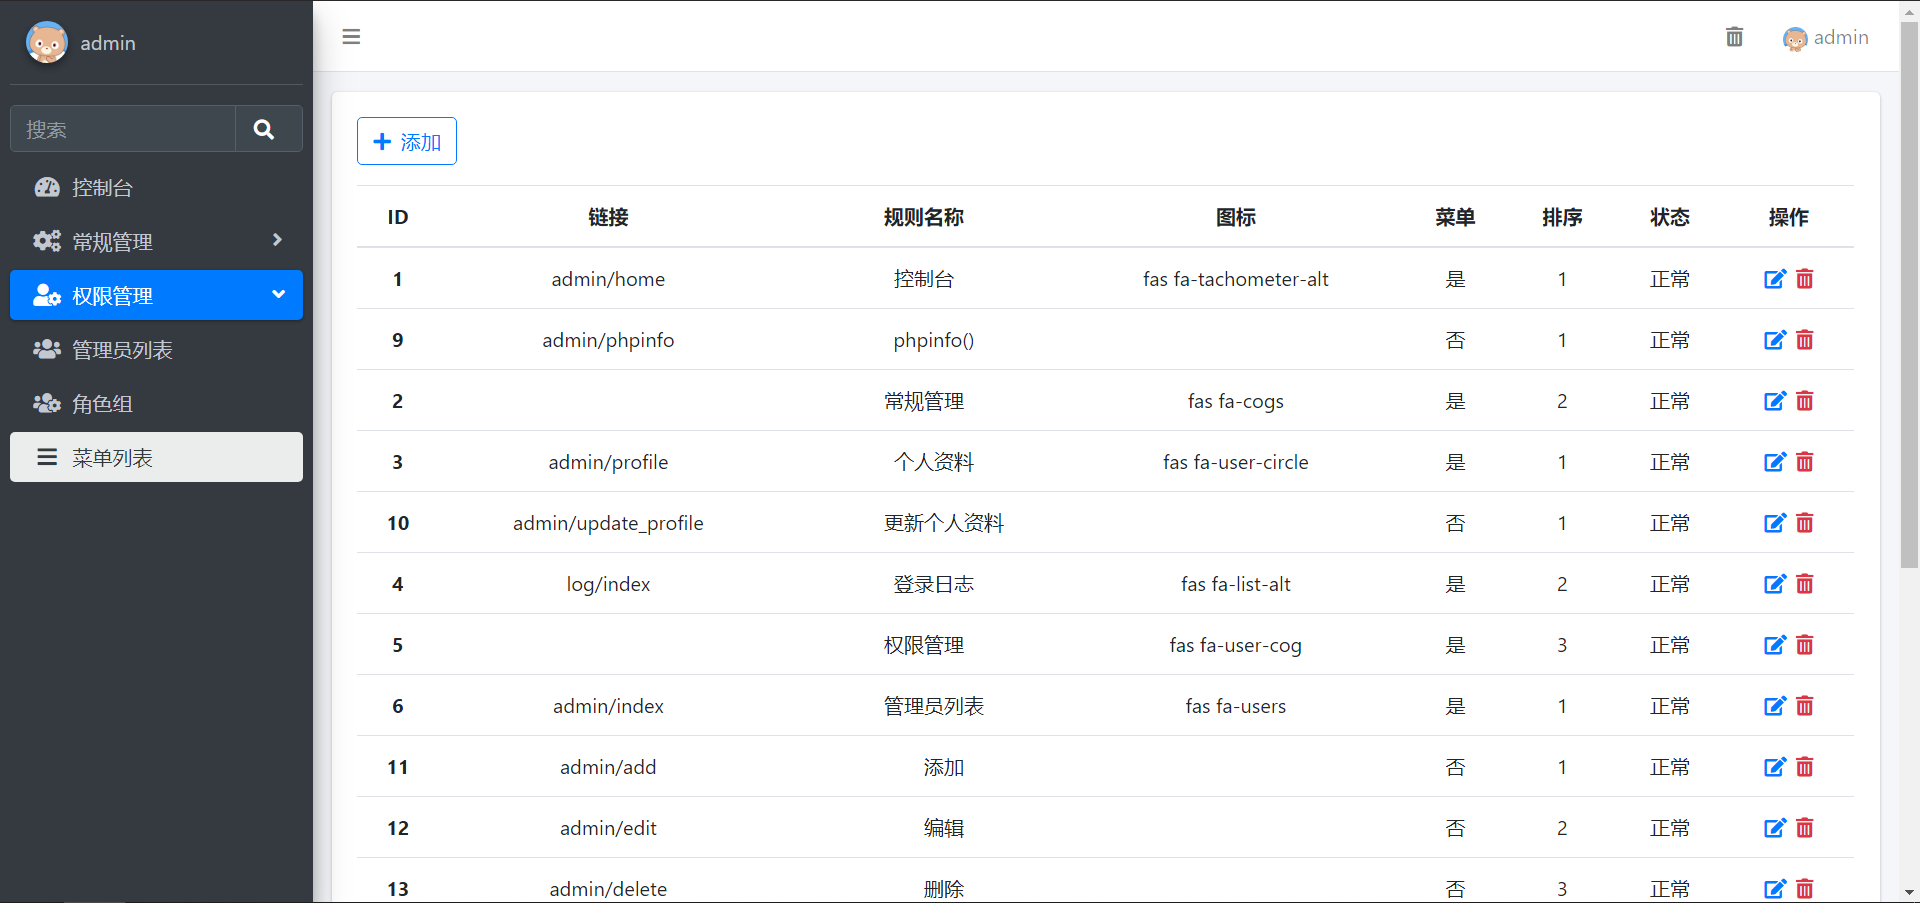 admin
搜索
控制台
常规管理
权限管理
管理员列表
角色组
菜单列表
admin
添加
ID 链接 规则名称 图标 菜单 排序 状态 操作
1 admin/home 控制台 fas fa-tachometer-alt 是 1 正常
9 admin/phpinfo phpinfo() 否 1 正常
2 常规管理 fas fa-cogs 是 2 正常
3 admin/profile 个人资料 fas fa-user-circle 是 1 正常
10 admin/update_profile 更新个人资料 否 1 正常
4 log/index 登录日志 fas fa-list-alt 是 2 正常
5 权限管理 fas fa-user-cog 是 3 正常
6 admin/index 管理员列表 fas fa-users 是 1 正常
11 admin/add 添加 否 1 正常
12 admin/edit 编辑 否 2 正常
13 admin/delete 删除 否 3 正常